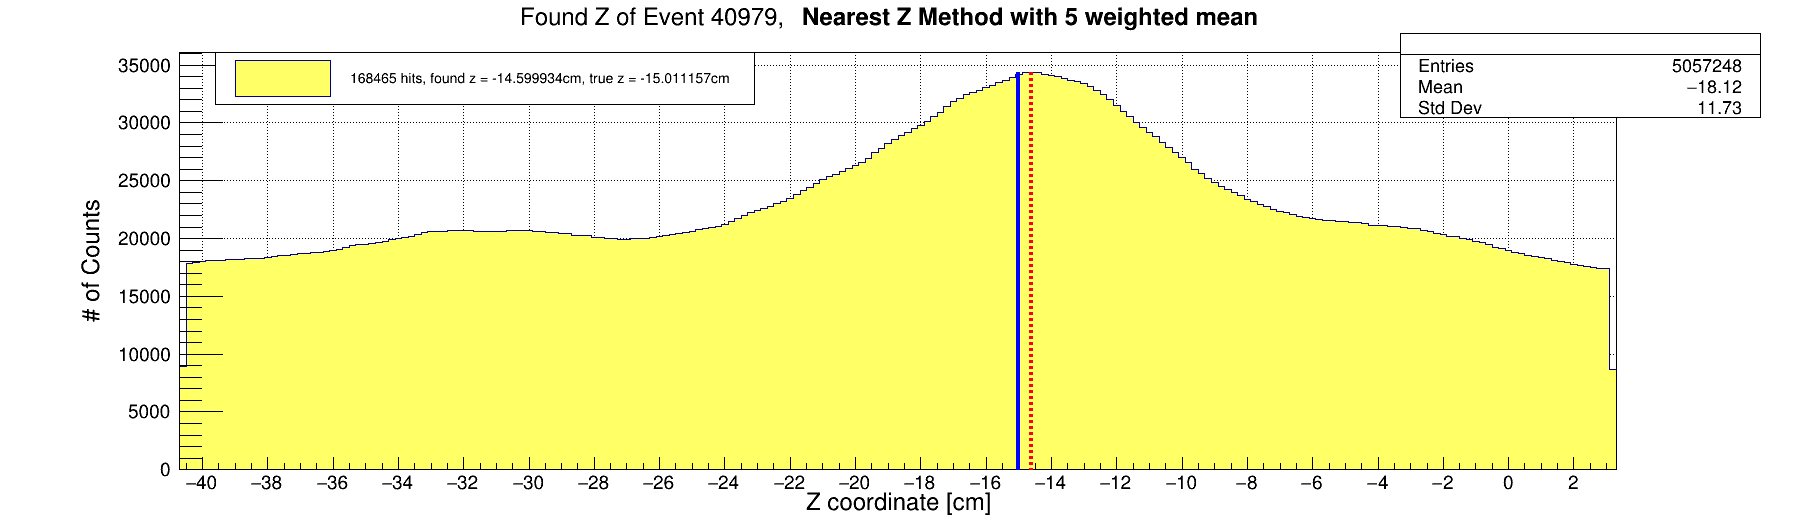 Found Z of Event 40979, Nearest Z Method with 5 weighted mean
168465 hits, found z = -14.599934cm, true z = -15.011157cm
Entries 5057248
Mean −18.12
Std Dev 11.73
# of Counts
35000
30000
25000
20000
15000
10000
5000
0
−40 −38 −36 −34 −32 −30 −28 −26 −24 −22 −20 −18 −16 −14 −12 −10 −8 −6 −4 −2 0 2
Z coordinate [cm]